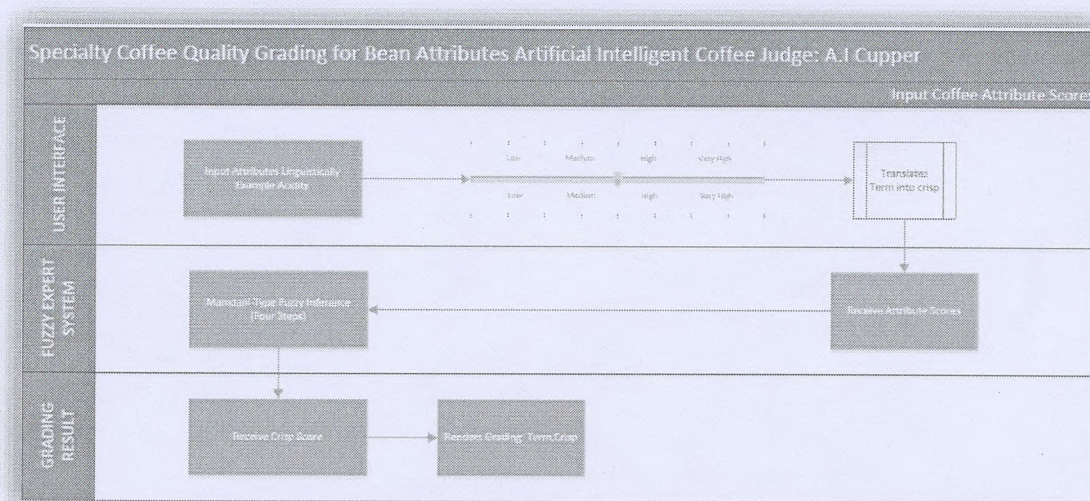 Specialty Coffee Quality Grading for Bean Attributes Artificial Intelligent Coffee Judge: A.I Cupper
Input Coffee Attribute Scores
USER INTERFACE
Input Attributes Linguistically
Example Acidity
Low Medium High Very High
Low Medium High Very High
Translates
Term into crisp
FUZZY EXPERT
SYSTEM
Mamdani-Type Fuzzy Inference
(Four Steps)
Receive Attribute Scores
GRADING
RESULT
Receive Crisp Score
Renders Grading: Term,Crisp